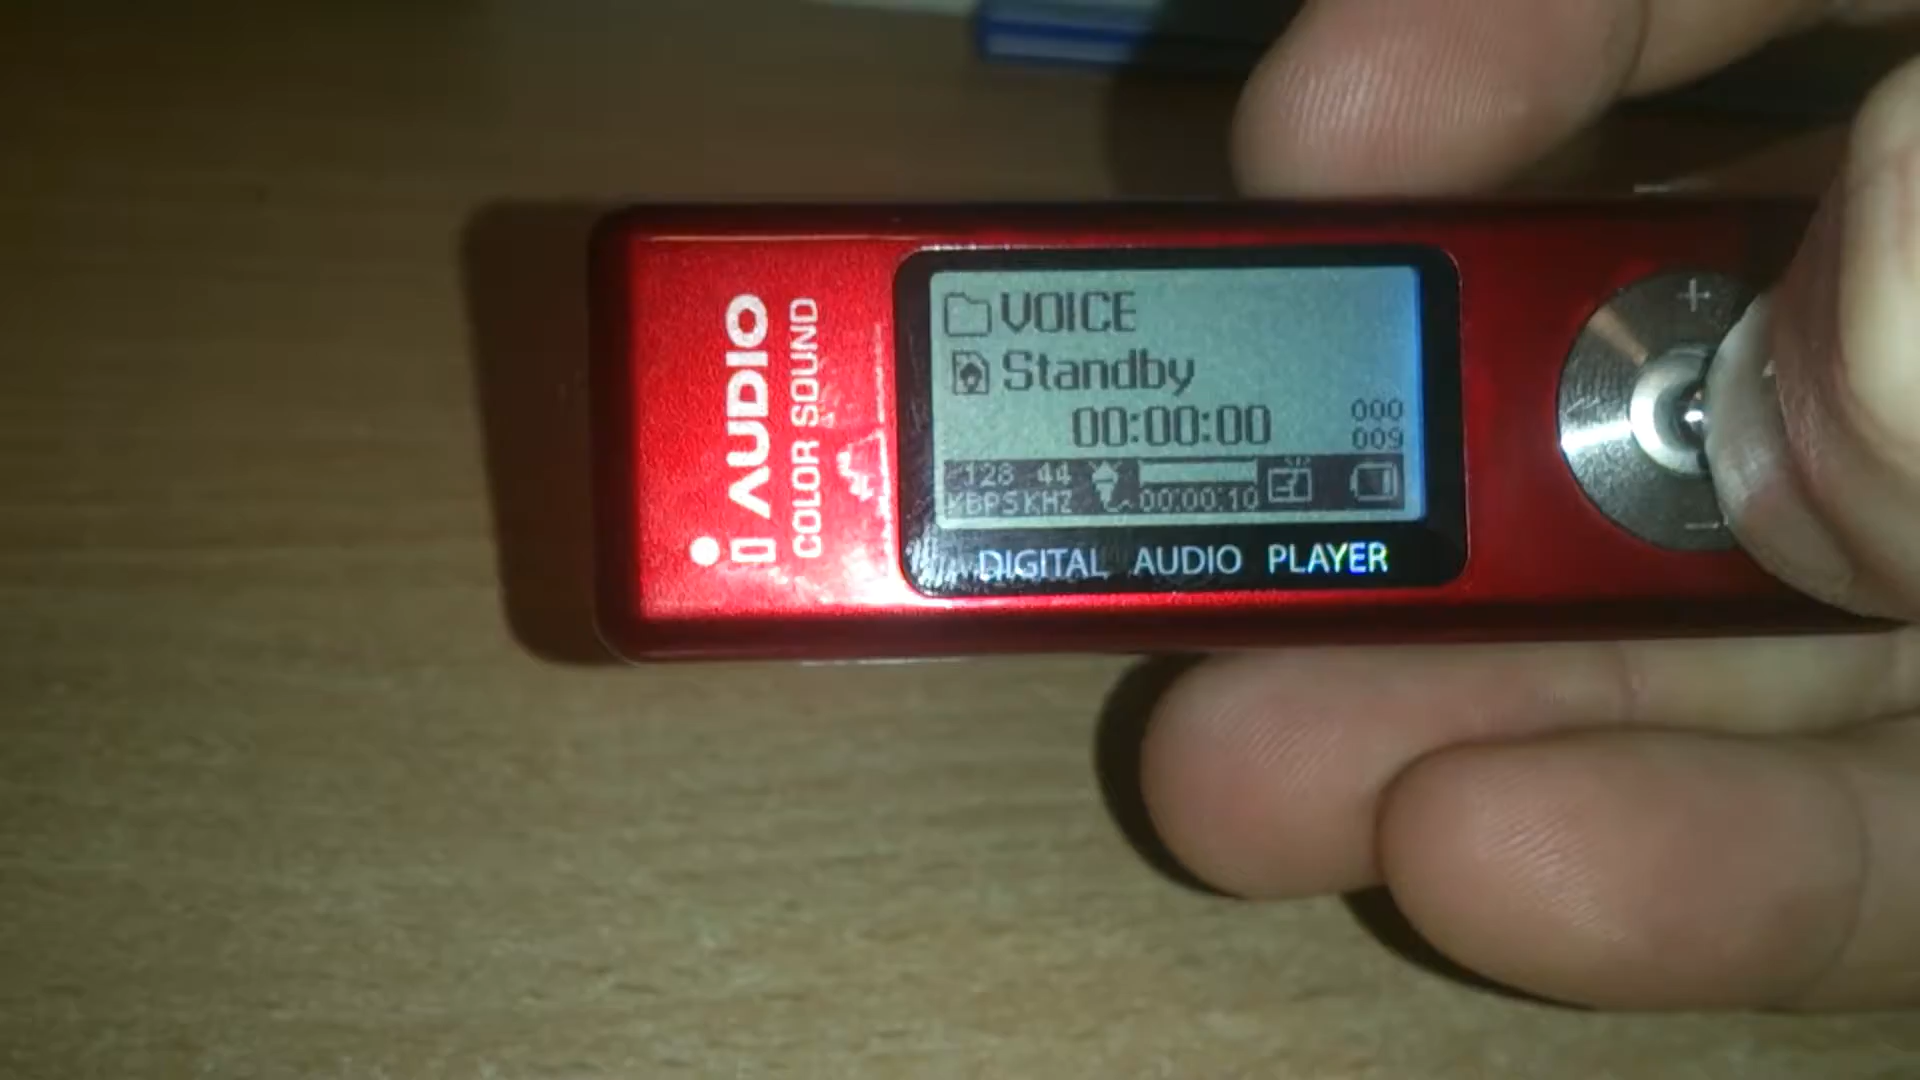 iAUDIO
COLOR SOUND
VOICE
Standby
00:00:00
000
009
128 44
KBPS KHZ
00:00:10
DIGITAL AUDIO PLAYER
+
−